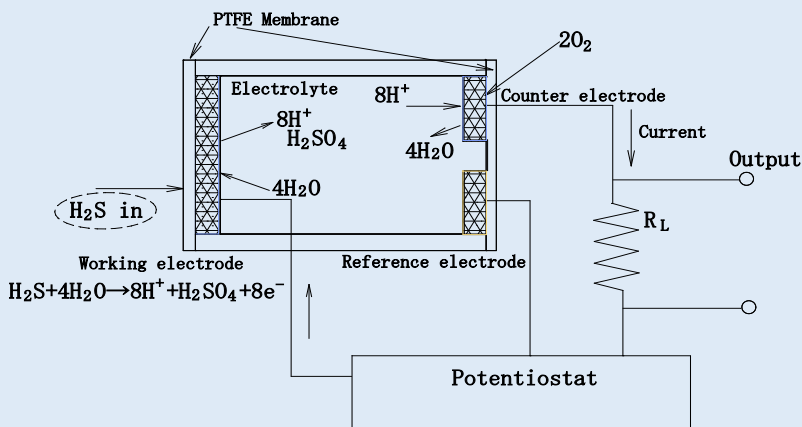 PTFE Membrane
2O₂
Electrolyte
8H⁺
Counter electrode
8H⁺
H₂SO₄
4H₂O
Current
Output
4H₂O
H₂S in
R_L
Working electrode
Reference electrode
H₂S+4H₂O→8H⁺+H₂SO₄+8e⁻
Potentiostat